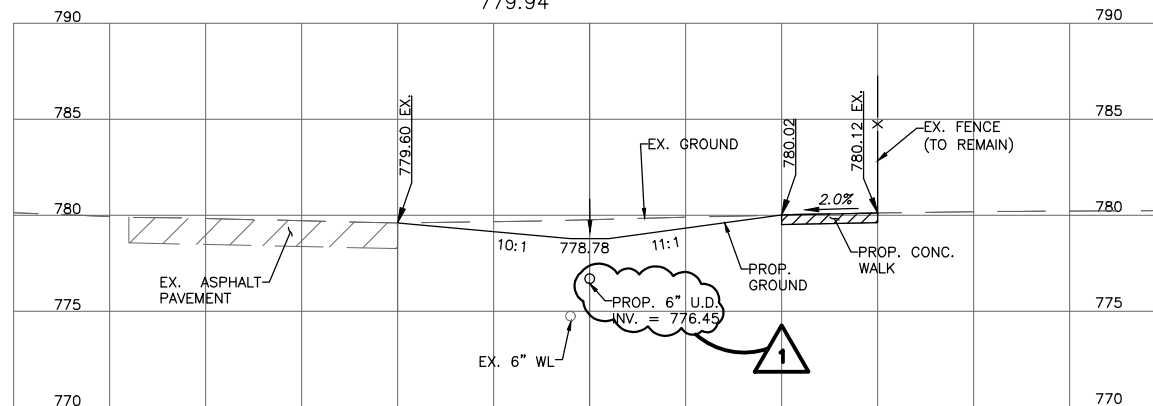 779.94
790
790
785
785
779.60 EX.
780.02
780.12 EX.
EX. FENCE
(TO REMAIN)
EX. GROUND
2.0%
780
780
10:1
778.78
11:1
PROP. CONC.
WALK
EX. ASPHALT
PAVEMENT
PROP.
GROUND
PROP. 6" U.D.
INV. = 776.45
775
775
EX. 6" WL
1
770
770